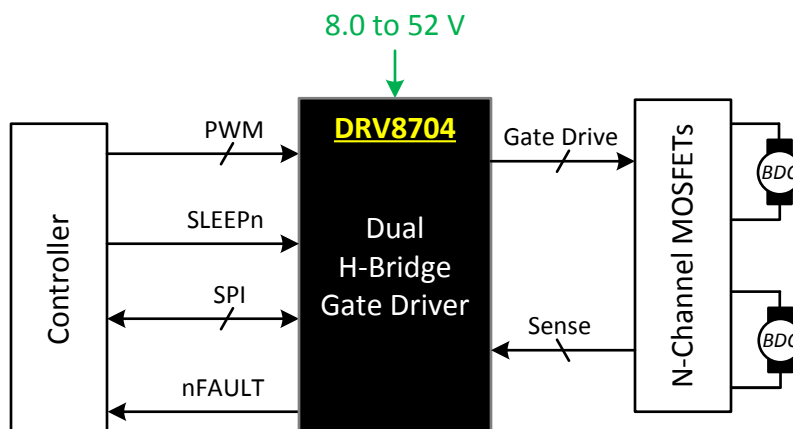 8.0 to 52 V
Controller
PWM
SLEEPn
SPI
nFAULT
DRV8704
Dual
H-Bridge
Gate Driver
Gate Drive
Sense
N-Channel MOSFETs
BDC
BDC